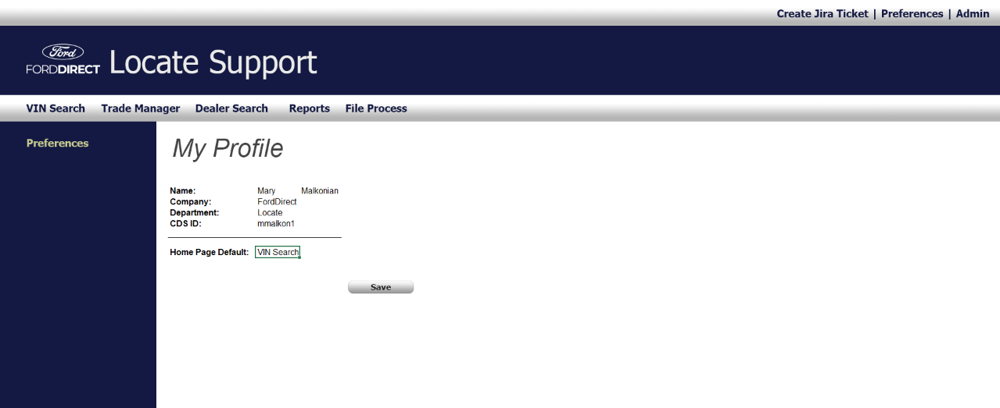 Create Jira Ticket | Preferences | Admin
Ford
FORDDIRECT Locate Support
VIN Search Trade Manager Dealer Search Reports File Process
Preferences
My Profile
Name: Mary Malkonian
Company: FordDirect
Department: Locate
CDS ID: mmalkon1
Home Page Default: VIN Search
Save